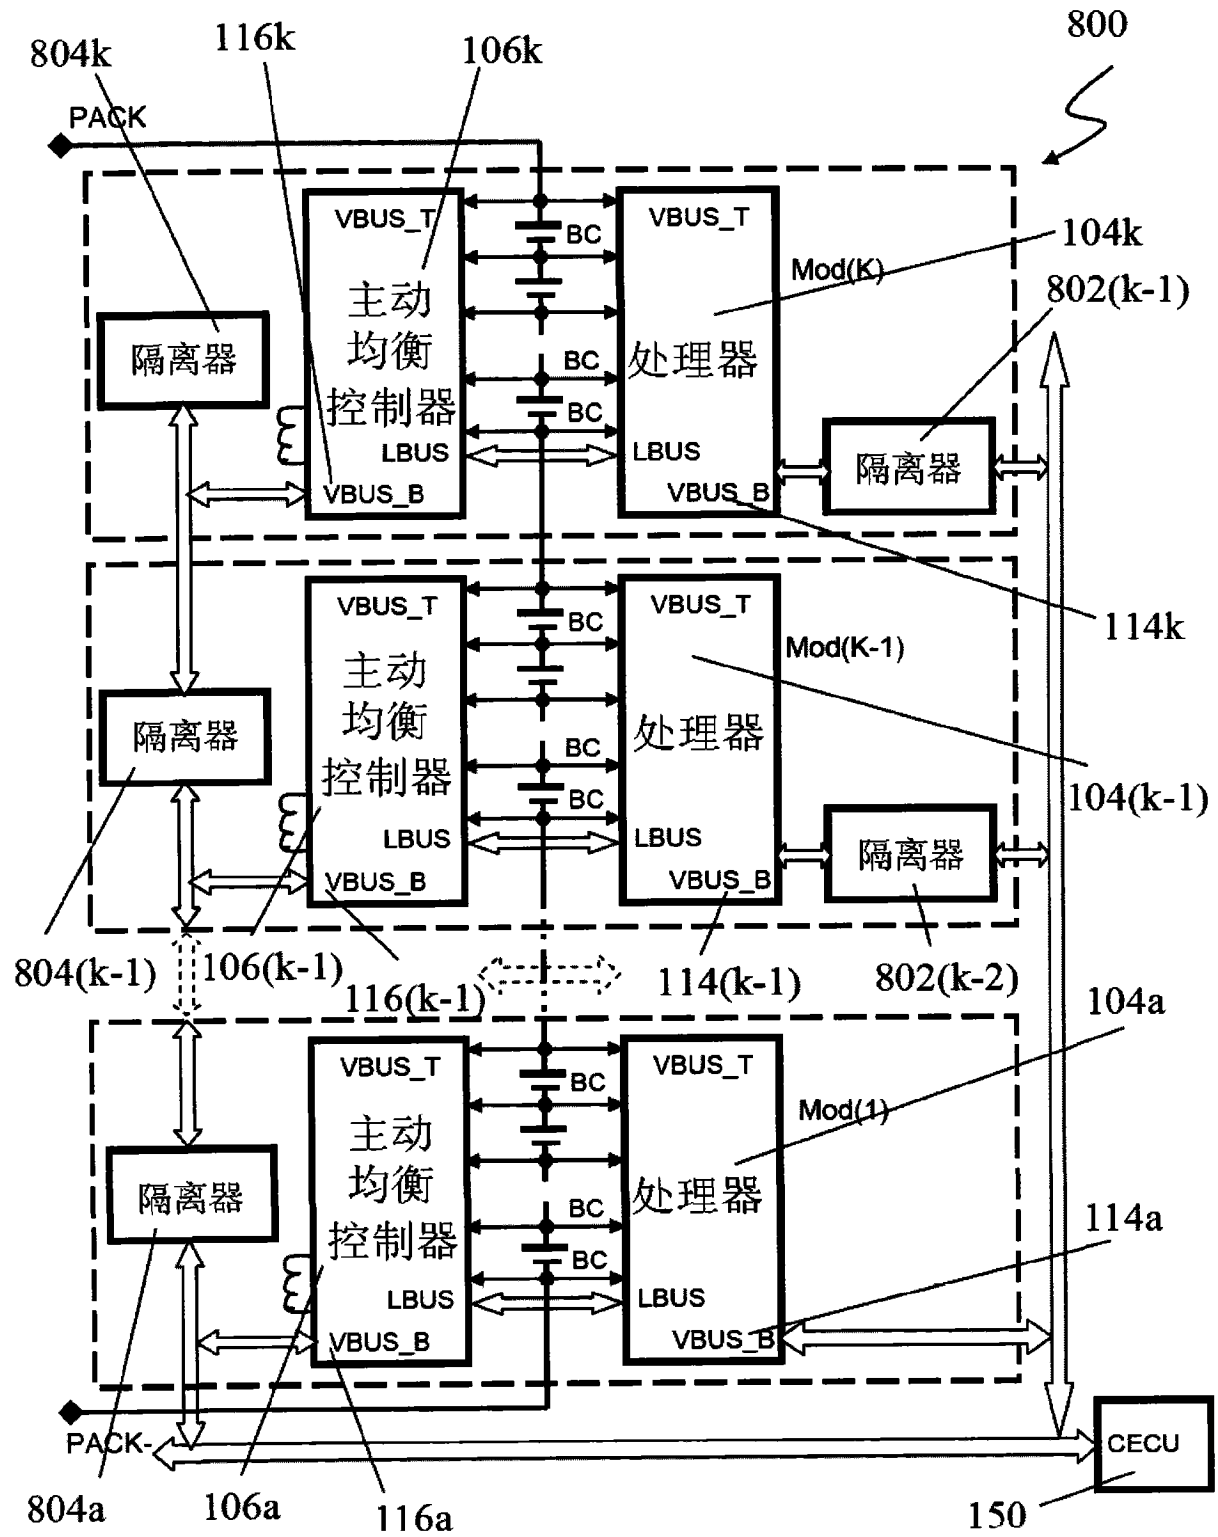 800
116k
804k
106k
PACK
VBUS_T
VBUS_T
BC
104k
Mod(K)
802(k-1)
主动
均衡
控制器
处理器
隔离器
BC
BC
LBUS
LBUS
隔离器
VBUS_B
VBUS_B
114k
VBUS_T
VBUS_T
BC
Mod(K-1)
主动
均衡
控制器
处理器
隔离器
BC
BC
104(k-1)
LBUS
LBUS
隔离器
VBUS_B
VBUS_B
804(k-1)
106(k-1)
116(k-1)
114(k-1)
802(k-2)
104a
VBUS_T
VBUS_T
BC
Mod(1)
主动
均衡
控制器
处理器
隔离器
BC
BC
114a
LBUS
LBUS
VBUS_B
VBUS_B
PACK-
CECU
804a
106a
116a
150